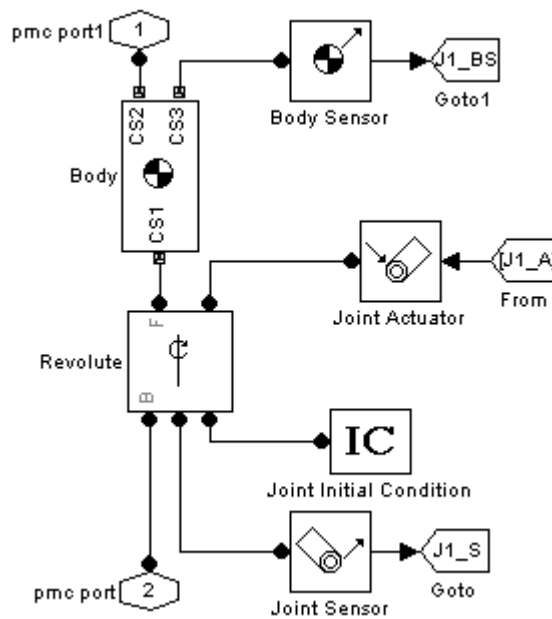 pmc port1
1
J1_BS
Goto1
CS2
CS3
Body Sensor
Body
CS1
[J1_A]
From
Joint Actuator
F
Revolute
B
IC
Joint Initial Condition
J1_S
Goto
2
pmc port
Joint Sensor